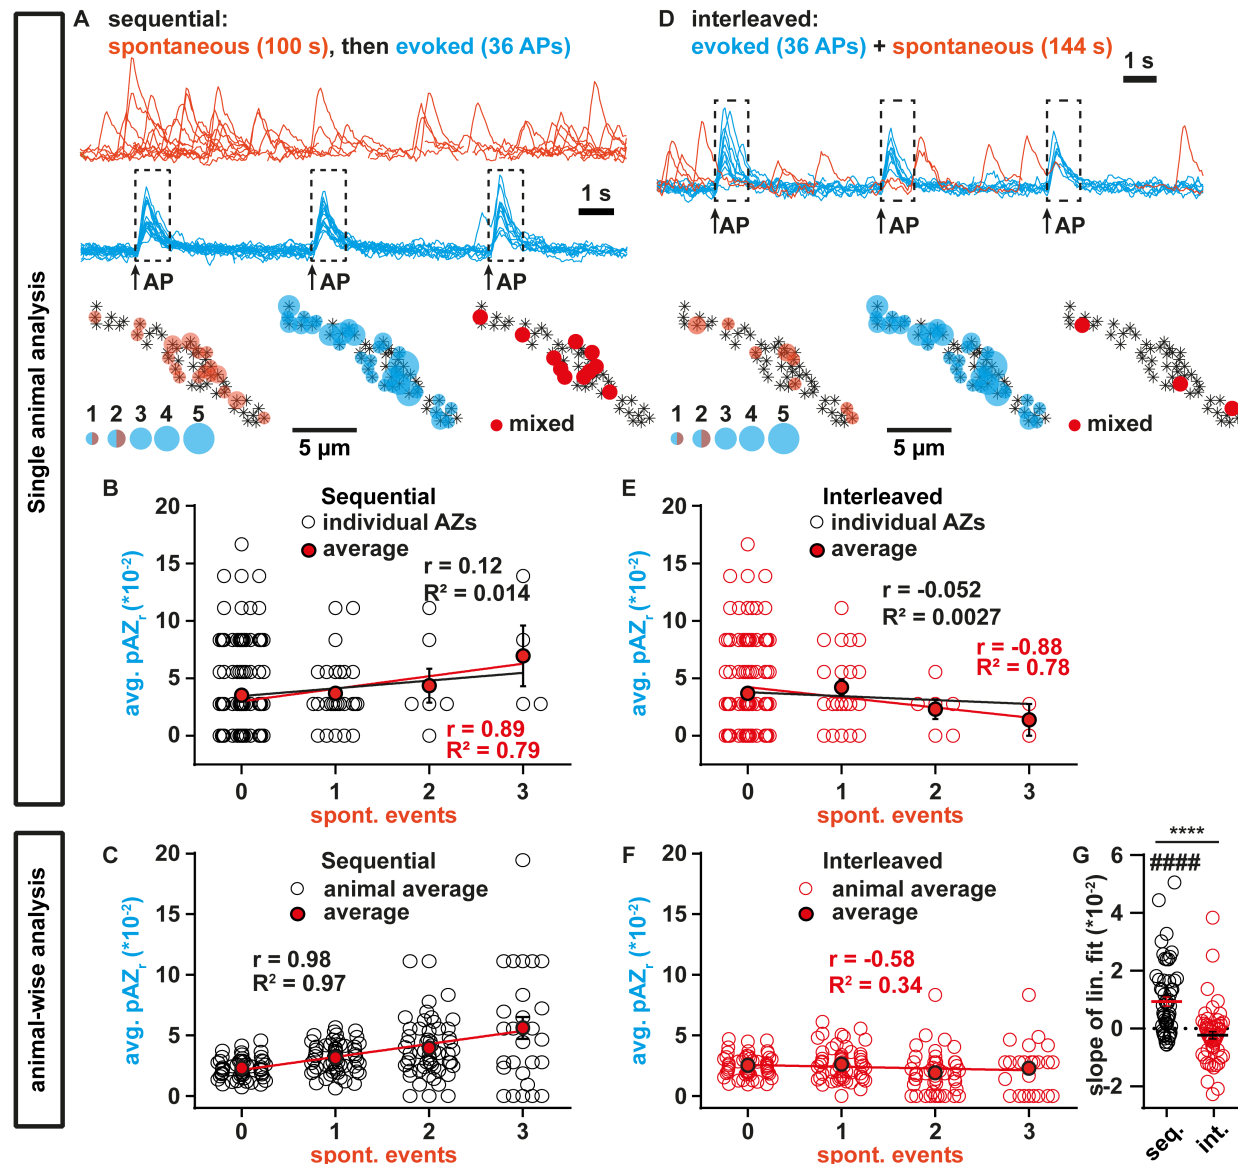 Single animal analysis
animal-wise analysis
A sequential:
spontaneous (100 s), then evoked (36 APs)
1 s
AP AP AP
1 2 3 4 5
5 µm
mixed
D interleaved:
evoked (36 APs) + spontaneous (144 s)
1 s
AP AP AP
1 2 3 4 5
5 µm
mixed
B
Sequential
individual AZs
average
r = 0.12
R² = 0.014
r = 0.89
R² = 0.79
avg. pAZr (*10-2)
20
15
10
5
0
0 1 2 3
spont. events
E
Interleaved
individual AZs
average
r = -0.052
R² = 0.0027
r = -0.88
R² = 0.78
avg. pAZr (*10-2)
20
15
10
5
0
0 1 2 3
spont. events
C
Sequential
animal average
average
r = 0.98
R² = 0.97
avg. pAZr (*10-2)
20
15
10
5
0
0 1 2 3
spont. events
F
Interleaved
animal average
average
r = -0.58
R² = 0.34
avg. pAZr (*10-2)
20
15
10
5
0
0 1 2 3
spont. events
G
****
####
slope of lin. fit (*10-2)
6
4
2
0
-2
seq. int.